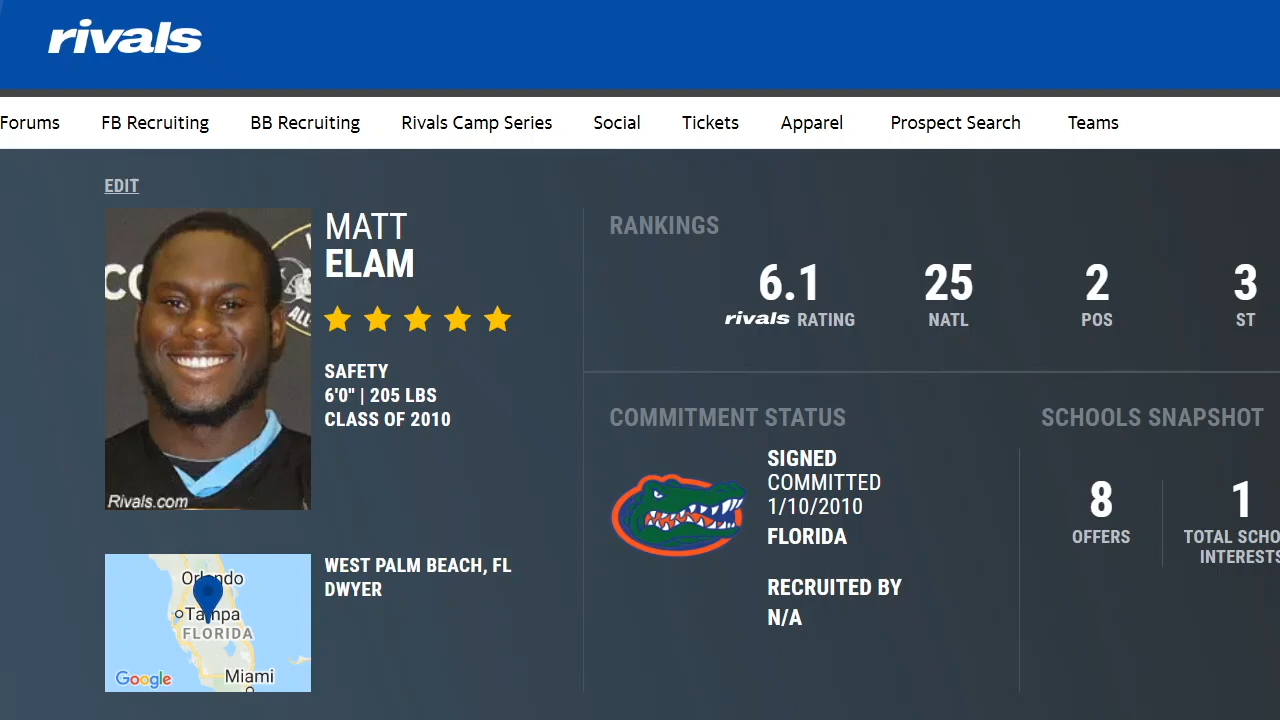 rivals
Forums FB Recruiting BB Recruiting Rivals Camp Series Social Tickets Apparel Prospect Search Teams
EDIT
MATT
ELAM
SAFETY
6'0" | 205 LBS
CLASS OF 2010
Rivals.com
Orlando
Tampa
FLORIDA
Miami
Google
WEST PALM BEACH, FL
DWYER
RANKINGS
6.1 25 2 3
rivals RATING NATL POS ST
COMMITMENT STATUS
SIGNED
COMMITTED
1/10/2010
FLORIDA
RECRUITED BY
N/A
SCHOOLS SNAPSHOT
8 1
OFFERS TOTAL SCHO
INTERESTS